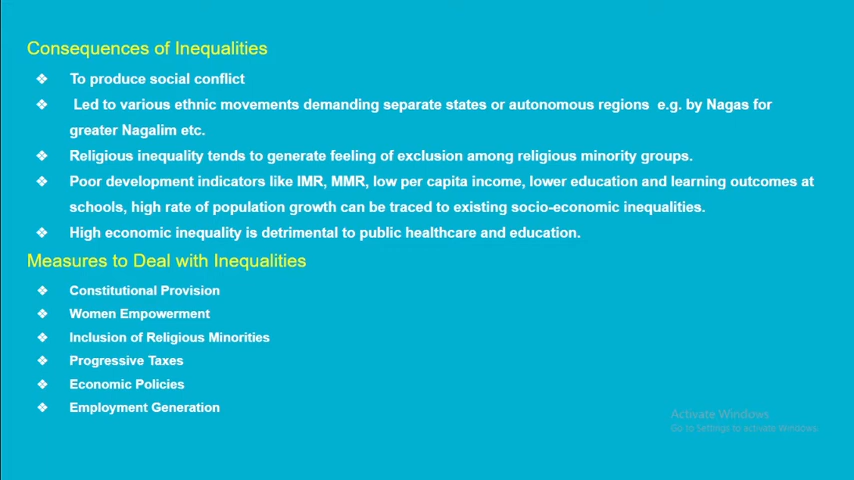 Consequences of Inequalities
❖ To produce social conflict
❖ Led to various ethnic movements demanding separate states or autonomous regions e.g. by Nagas for
greater Nagalim etc.
❖ Religious inequality tends to generate feeling of exclusion among religious minority groups.
❖ Poor development indicators like IMR, MMR, low per capita income, lower education and learning outcomes at
schools, high rate of population growth can be traced to existing socio-economic inequalities.
❖ High economic inequality is detrimental to public healthcare and education.
Measures to Deal with Inequalities
❖ Constitutional Provision
❖ Women Empowerment
❖ Inclusion of Religious Minorities
❖ Progressive Taxes
❖ Economic Policies
❖ Employment Generation
Activate Windows
Go to Settings to activate Windows.